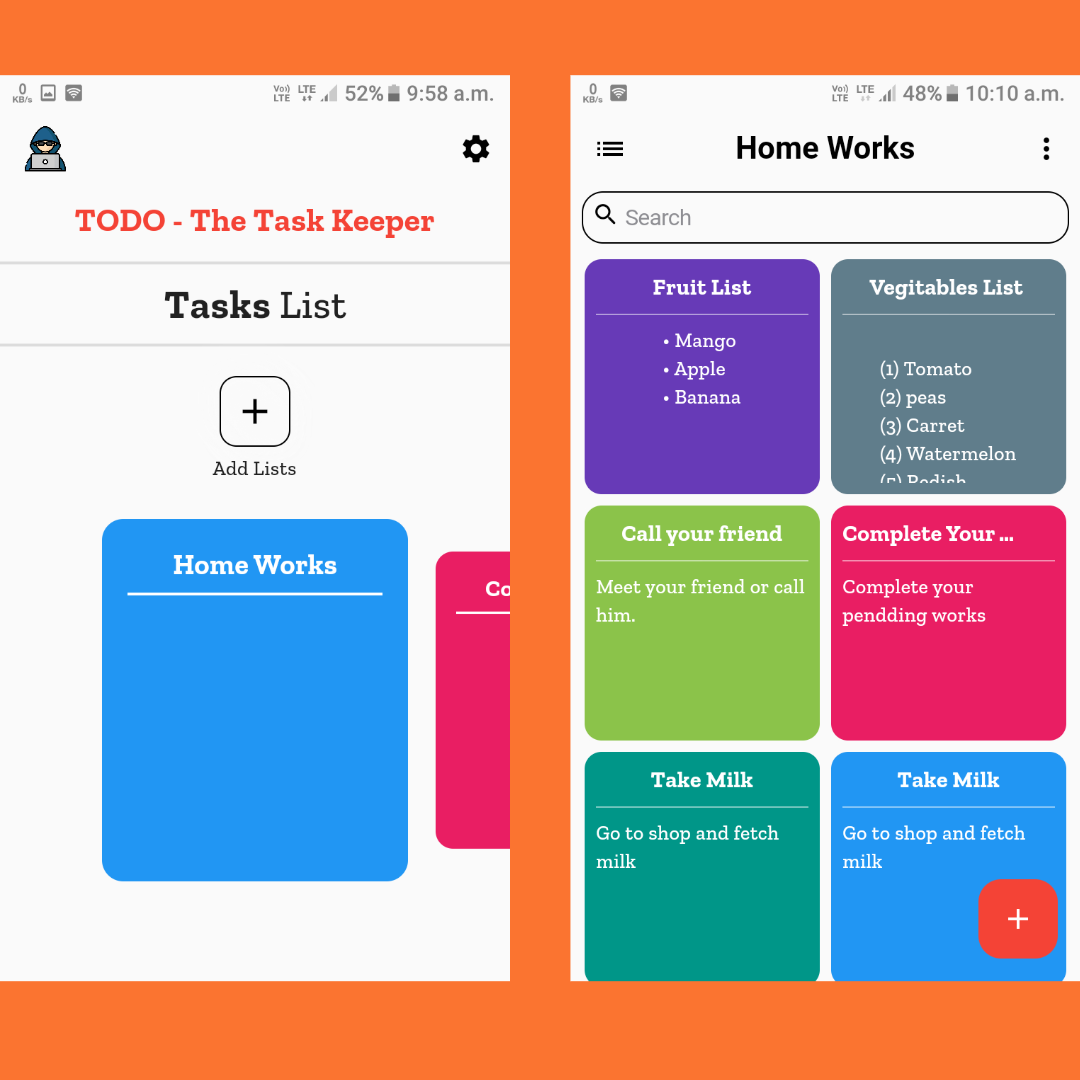 0
KB/s
Vo))
LTE
LTE
52%
9:58 a.m.
TODO - The Task Keeper
Tasks List
Add Lists
Home Works
Co
0
KB/s
Vo))
LTE
LTE
48%
10:10 a.m.
Home Works
Search
Fruit List
• Mango
• Apple
• Banana
Vegitables List
(1) Tomato
(2) peas
(3) Carret
(4) Watermelon
(5) Redish
Call your friend
Meet your friend or call
him.
Complete Your ...
Complete your
pendding works
Take Milk
Go to shop and fetch
milk
Take Milk
Go to shop and fetch
milk